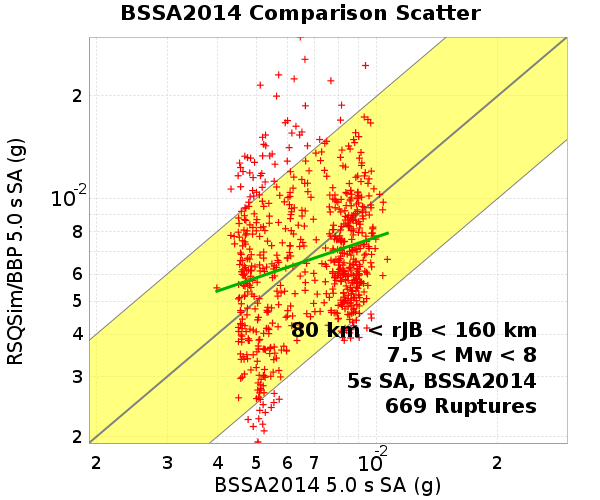 BSSA2014 Comparison Scatter
RSQSim/BBP 5.0 s SA (g)
2
10-2
8
6
5
4
3
2
80 km < rJB < 160 km
7.5 < Mw < 8
5s SA, BSSA2014
669 Ruptures
2 3 4 5 6 7 10-2 2
BSSA2014 5.0 s SA (g)